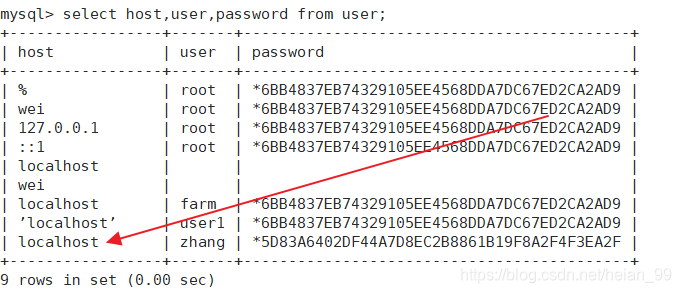 mysql> select host,user,password from user;
+---------------+-------+-------------------------------------------+
| host | user | password |
+---------------+-------+-------------------------------------------+
| % | root | *6BB4837EB74329105EE4568DDA7DC67ED2CA2AD9 |
| wei | root | *6BB4837EB74329105EE4568DDA7DC67ED2CA2AD9 |
| 127.0.0.1 | root | *6BB4837EB74329105EE4568DDA7DC67ED2CA2AD9 |
| ::1 | root | *6BB4837EB74329105EE4568DDA7DC67ED2CA2AD9 |
| localhost | | |
| wei | | |
| localhost | farm | *6BB4837EB74329105EE4568DDA7DC67ED2CA2AD9 |
| ’localhost’ | user1 | *6BB4837EB74329105EE4568DDA7DC67ED2CA2AD9 |
| localhost | zhang | *5D83A6402DF44A7D8EC2B8861B19F8A2F4F3EA2F |
+---------------+-------+-------------------------------------------+
9 rows in set (0.00 sec)
https://blog.csdn.net/heian_99